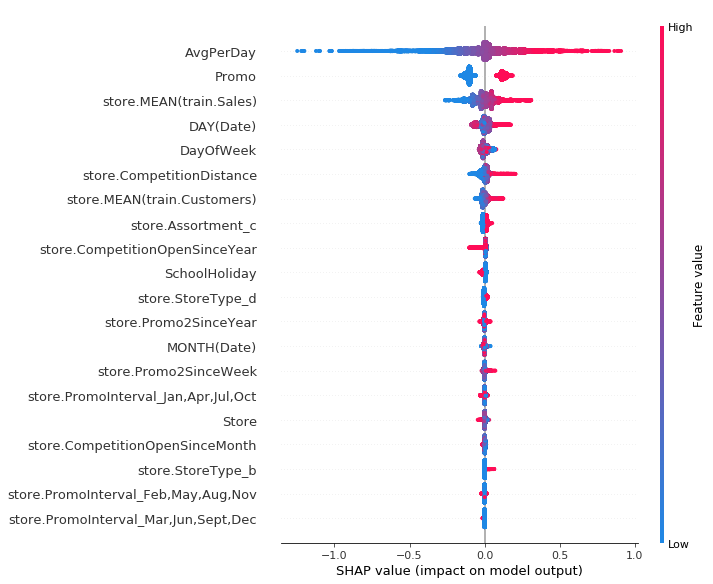 High
AvgPerDay
Promo
store.MEAN(train.Sales)
DAY(Date)
DayOfWeek
store.CompetitionDistance
store.MEAN(train.Customers)
store.Assortment_c
store.CompetitionOpenSinceYear
SchoolHoliday
store.StoreType_d
store.Promo2SinceYear
MONTH(Date)
store.Promo2SinceWeek
store.PromoInterval_Jan,Apr,Jul,Oct
Store
store.CompetitionOpenSinceMonth
store.StoreType_b
store.PromoInterval_Feb,May,Aug,Nov
store.PromoInterval_Mar,Jun,Sept,Dec
Feature value
Low
−1.0 −0.5 0.0 0.5 1.0
SHAP value (impact on model output)